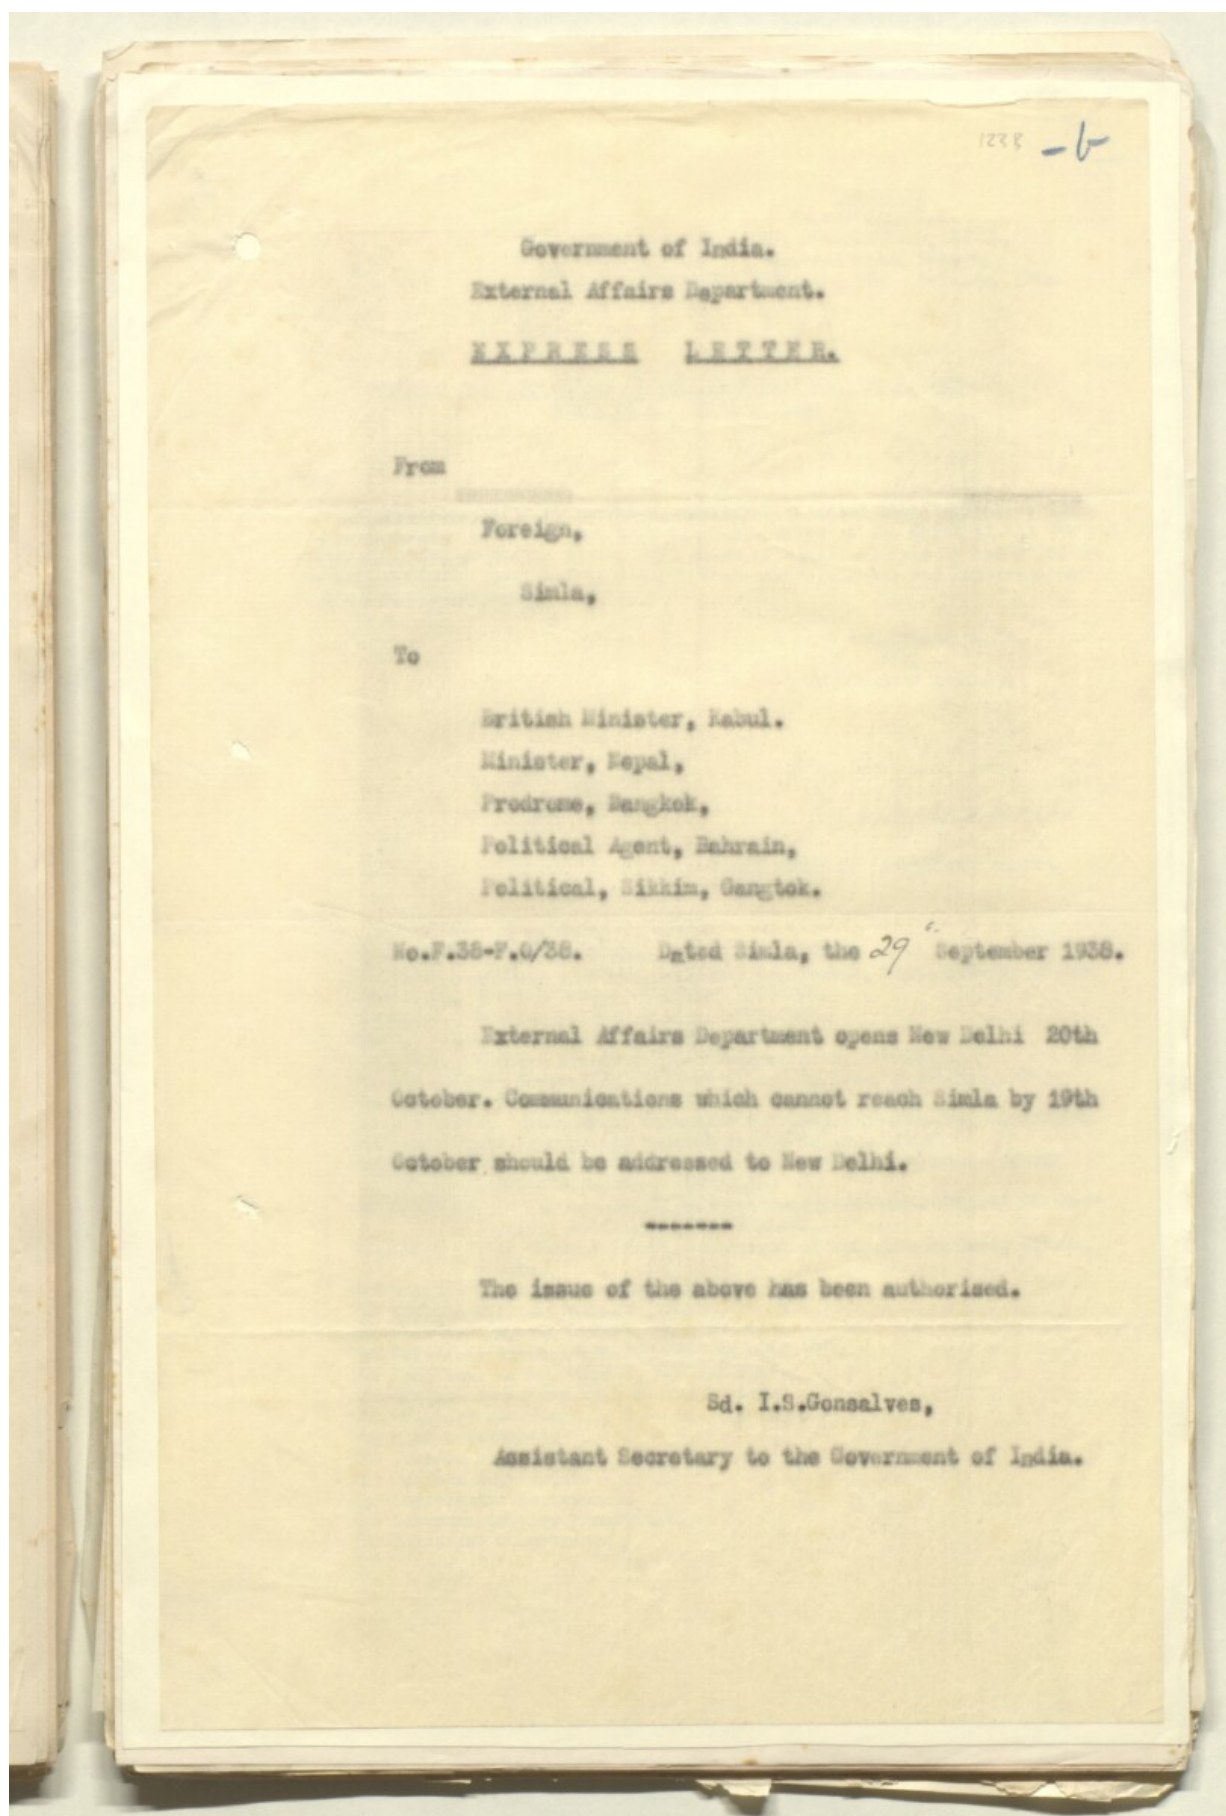 123B -6
Government of India.
External Affairs Department.
EXPRESS LETTER.
From
Foreign,
Simla,
To
British Minister, Kabul.
Minister, Nepal,
Prodrome, Bangkok,
Political Agent, Bahrain,
Political, Sikkim, Gangtok.
No.F.38-F.O/38. Dated Simla, the 29" September 1938.
External Affairs Department opens New Delhi 20th
October. Communications which cannot reach Simla by 19th
October should be addressed to New Delhi.
-------
The issue of the above has been authorised.
Sd. I.S.Gonsalves,
Assistant Secretary to the Government of India.